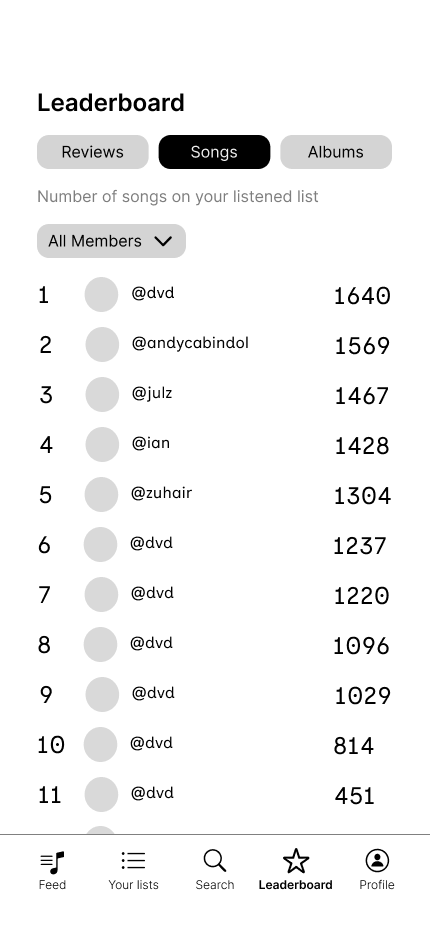 Leaderboard
Reviews Songs Albums
Number of songs on your listened list
All Members
1 @dvd 1640
2 @andycabindol 1569
3 @julz 1467
4 @ian 1428
5 @zuhair 1304
6 @dvd 1237
7 @dvd 1220
8 @dvd 1096
9 @dvd 1029
10 @dvd 814
11 @dvd 451
Feed Your lists Search Leaderboard Profile